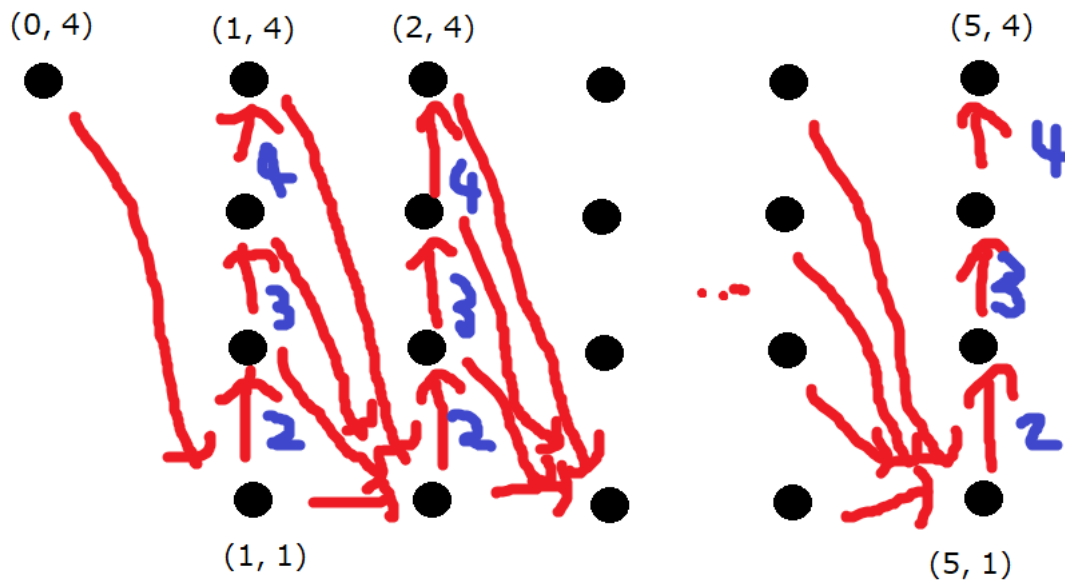 (0, 4) (1, 4) (2, 4) (5, 4)
4 4 4
3 3 3
2 2 2
(1, 1) (5, 1)